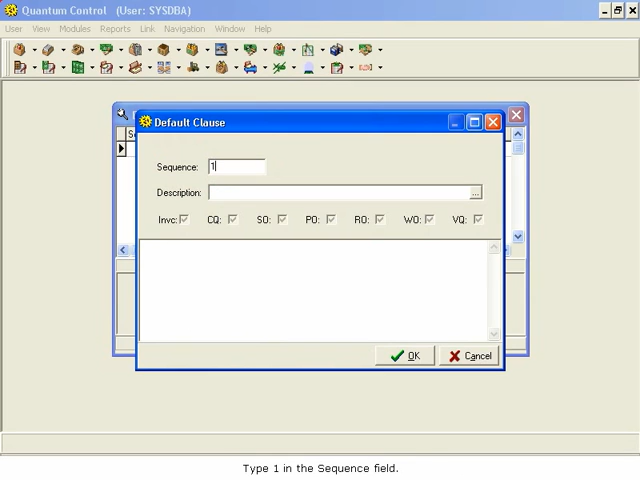 Quantum Control (User: SYSDBA)
User View Modules Reports Link Navigation Window Help
Default Clause
Sequence: 1
Description: ...
Invc: CQ: SO: PO: RO: WO: VQ:
OK Cancel
Type 1 in the Sequence field.